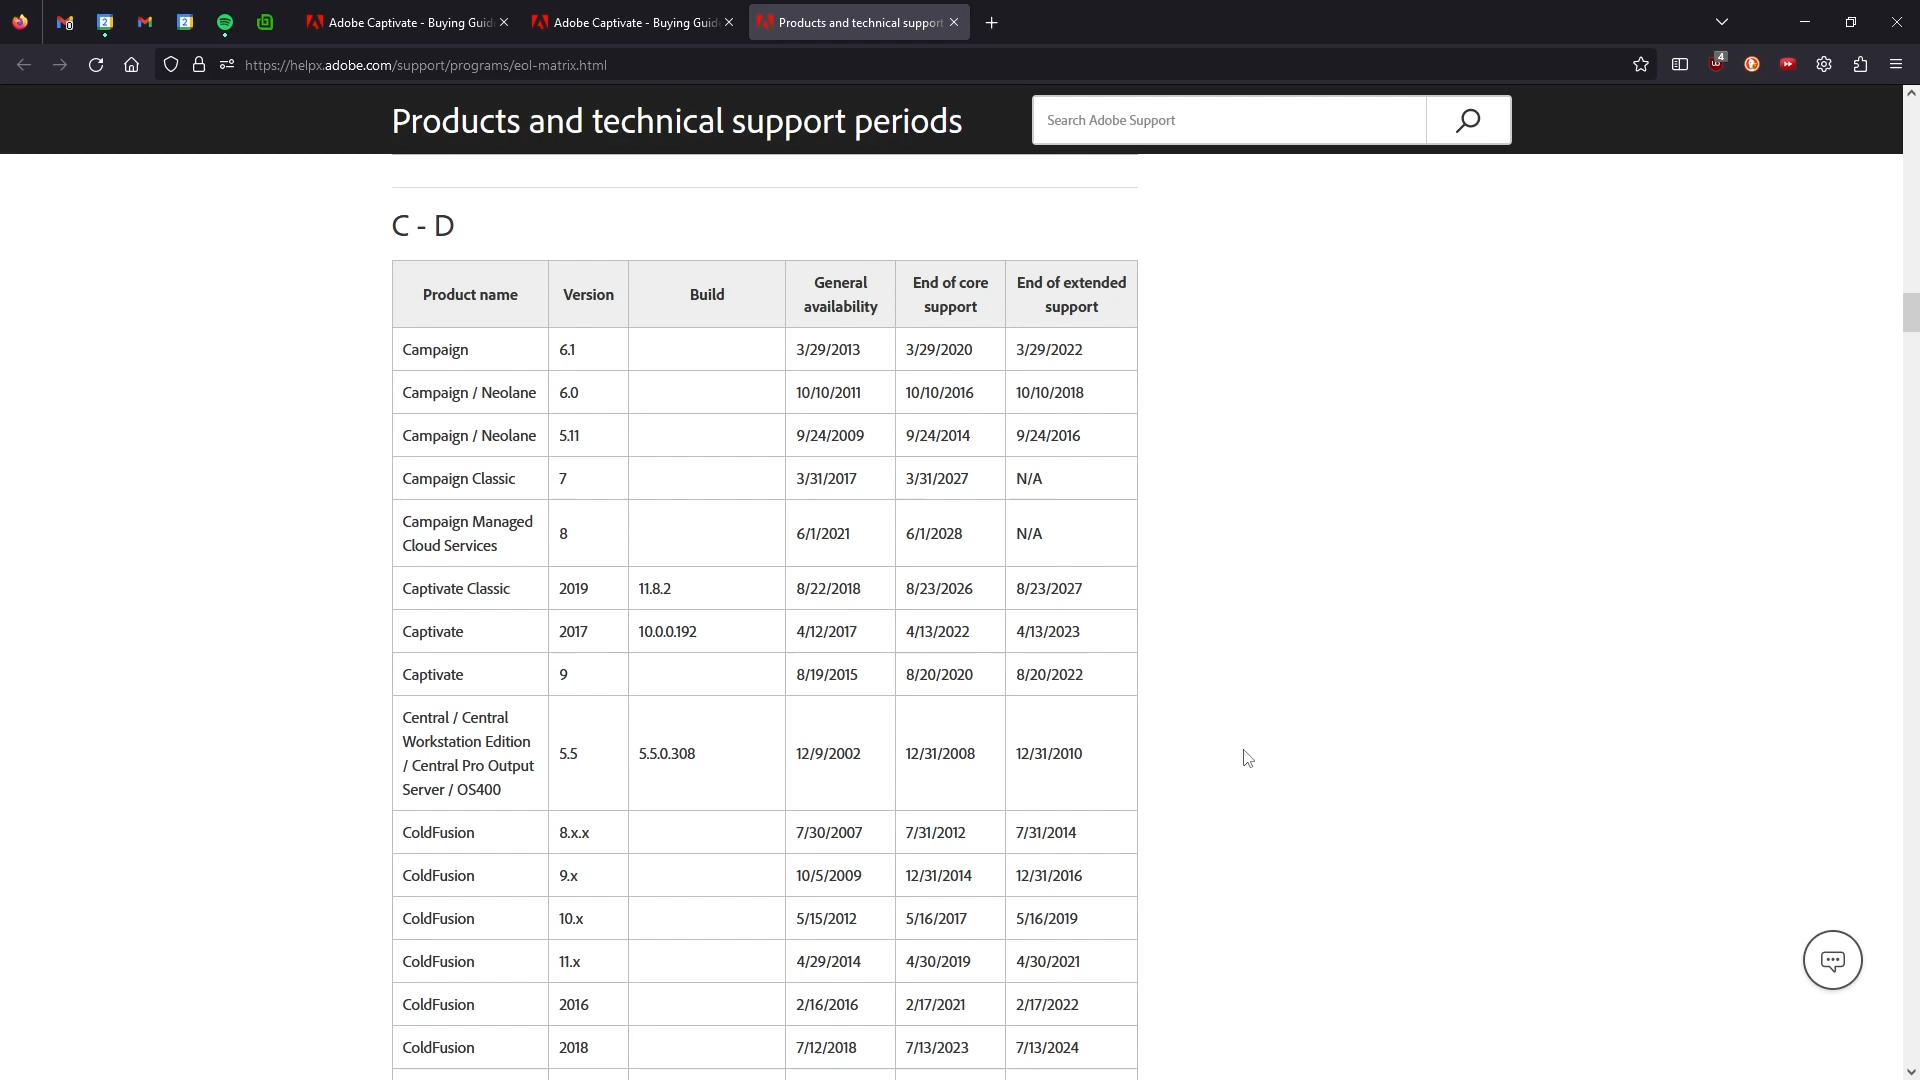 Adobe Captivate - Buying Guid
Adobe Captivate - Buying Guid
Products and technical support
https://helpx.adobe.com/support/programs/eol-matrix.html
4
Products and technical support periods
Search Adobe Support
C - D
Product name Version Build General availability End of core support End of extended support
Campaign 6.1 3/29/2013 3/29/2020 3/29/2022
Campaign / Neolane 6.0 10/10/2011 10/10/2016 10/10/2018
Campaign / Neolane 5.11 9/24/2009 9/24/2014 9/24/2016
Campaign Classic 7 3/31/2017 3/31/2027 N/A
Campaign Managed Cloud Services 8 6/1/2021 6/1/2028 N/A
Captivate Classic 2019 11.8.2 8/22/2018 8/23/2026 8/23/2027
Captivate 2017 10.0.0.192 4/12/2017 4/13/2022 4/13/2023
Captivate 9 8/19/2015 8/20/2020 8/20/2022
Central / Central Workstation Edition / Central Pro Output Server / OS400 5.5 5.5.0.308 12/9/2002 12/31/2008 12/31/2010
ColdFusion 8.x.x 7/30/2007 7/31/2012 7/31/2014
ColdFusion 9.x 10/5/2009 12/31/2014 12/31/2016
ColdFusion 10.x 5/15/2012 5/16/2017 5/16/2019
ColdFusion 11.x 4/29/2014 4/30/2019 4/30/2021
ColdFusion 2016 2/16/2016 2/17/2021 2/17/2022
ColdFusion 2018 7/12/2018 7/13/2023 7/13/2024